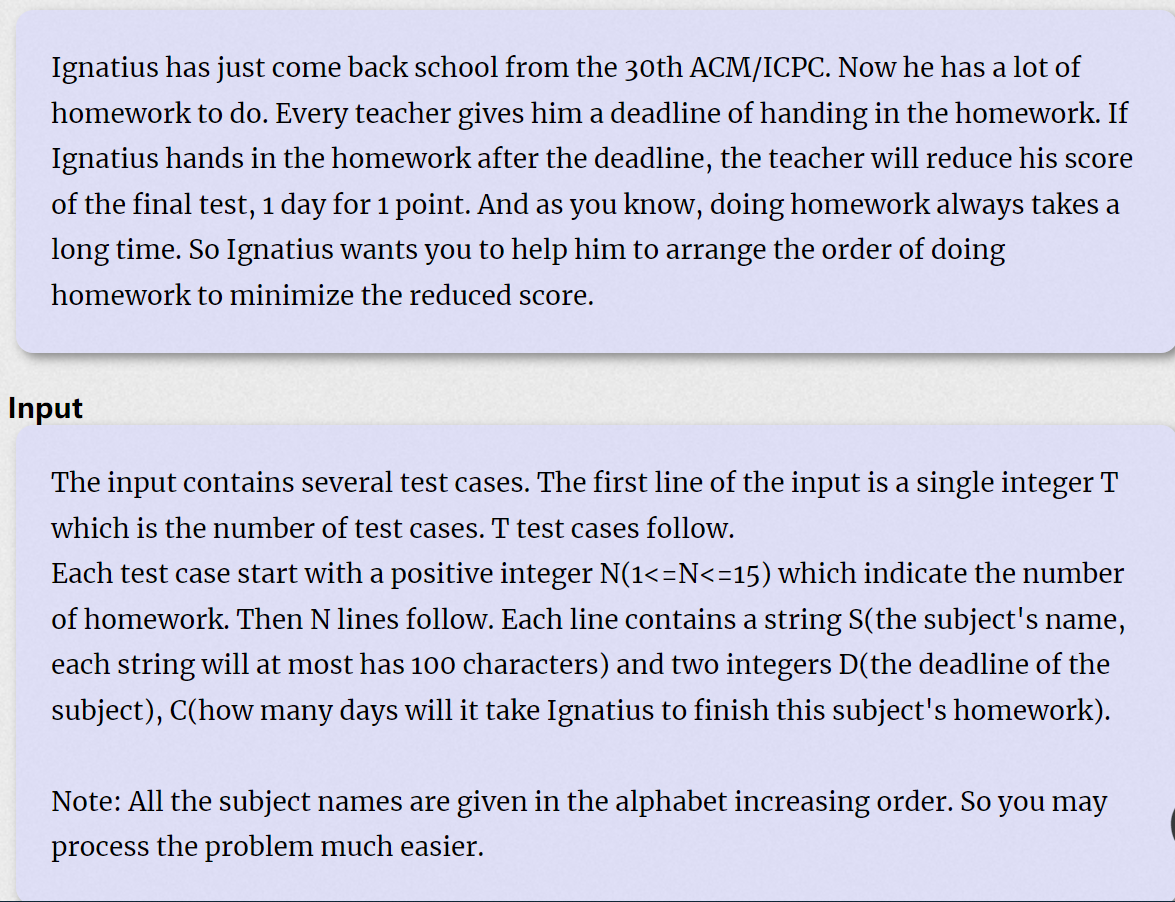 Ignatius has just come back school from the 30th ACM/ICPC. Now he has a lot of
homework to do. Every teacher gives him a deadline of handing in the homework. If
Ignatius hands in the homework after the deadline, the teacher will reduce his score
of the final test, 1 day for 1 point. And as you know, doing homework always takes a
long time. So Ignatius wants you to help him to arrange the order of doing
homework to minimize the reduced score.
Input
The input contains several test cases. The first line of the input is a single integer T
which is the number of test cases. T test cases follow.
Each test case start with a positive integer N(1<=N<=15) which indicate the number
of homework. Then N lines follow. Each line contains a string S(the subject's name,
each string will at most has 100 characters) and two integers D(the deadline of the
subject), C(how many days will it take Ignatius to finish this subject's homework).
Note: All the subject names are given in the alphabet increasing order. So you may
process the problem much easier.